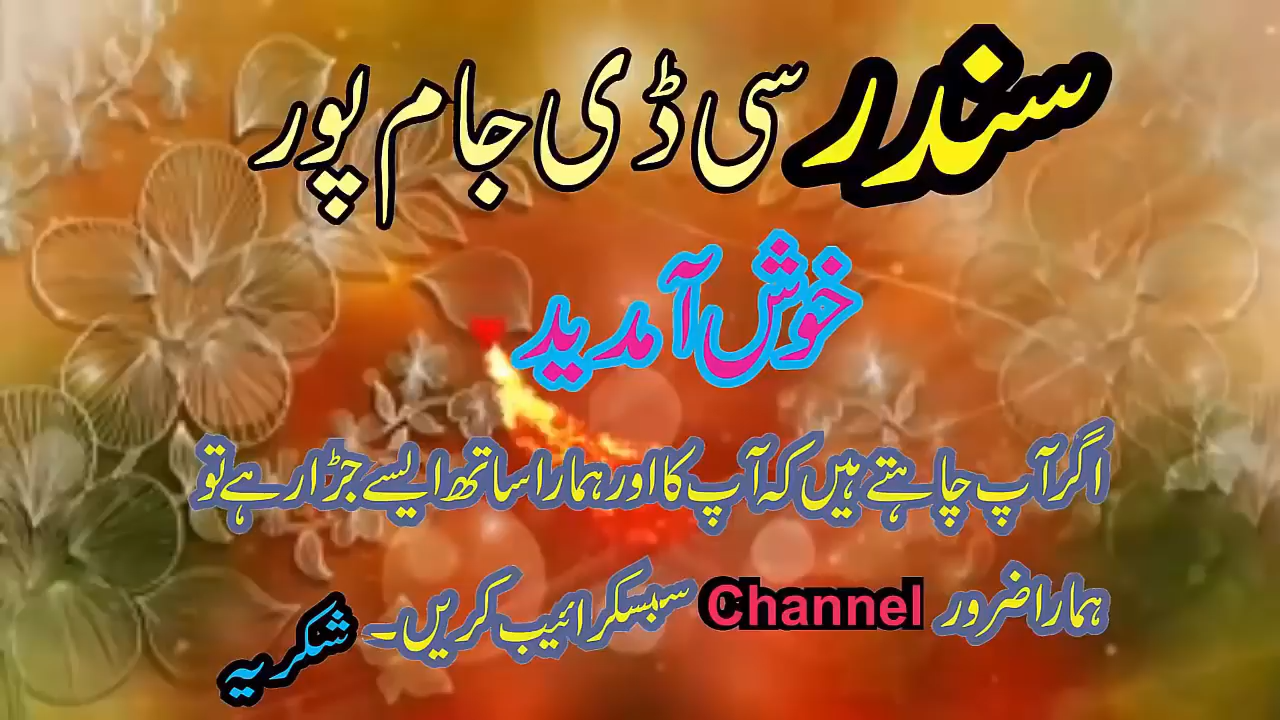 سندر سی ڈی جام پور
خوش آمدید
اگر آپ چاہتے ہیں کہ آپ کا اور ہمارا ساتھ ایسے جڑا رہے تو
ہمارا ضرور Channel سبسکرائیب کریں۔ شکریہ